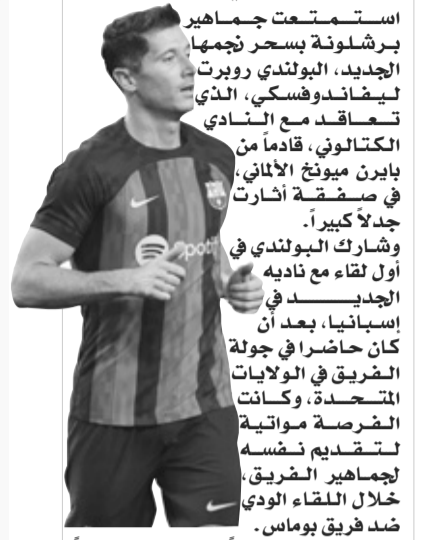 استمتعت جماهير
برشلونة بسحر نجمها
الجديد، البولندي روبرت
ليفاندوفسكي، الذي
تعاقد مع النادي
الكتالوني، قادماً من
بايرن ميونخ الألماني،
في صفقة أثارت
جدلاً كبيراً.
وشارك البولندي في
أول لقاء مع ناديه
الجديد في
إسبانيا، بعد أن
كان حاضرا في جولة
الفريق في الولايات
المتحدة، وكانت
الفرصة مواتية
لتقديم نفسه
لجماهير الفريق،
خلال اللقاء الودي
ضد فريق بوماس.
Spotif